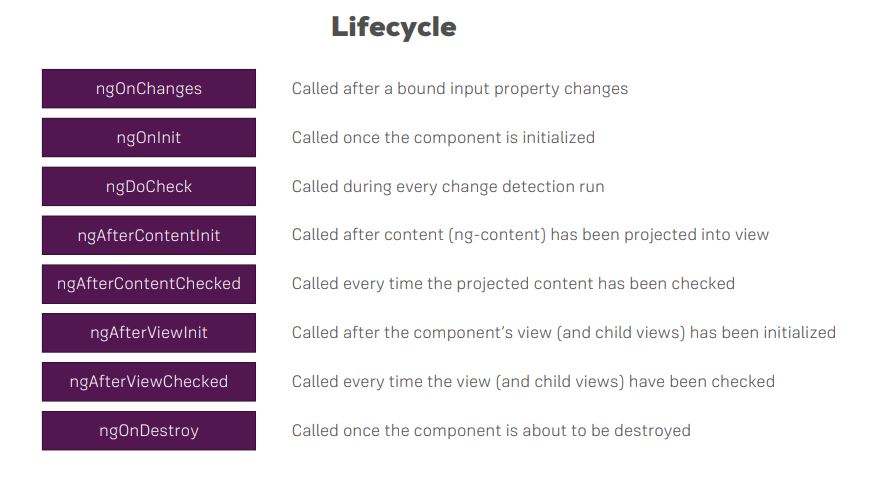 Lifecycle
ngOnChanges Called after a bound input property changes
ngOnInit Called once the component is initialized
ngDoCheck Called during every change detection run
ngAfterContentInit Called after content (ng-content) has been projected into view
ngAfterContentChecked Called every time the projected content has been checked
ngAfterViewInit Called after the component's view (and child views) has been initialized
ngAfterViewChecked Called every time the view (and child views) have been checked
ngOnDestroy Called once the component is about to be destroyed